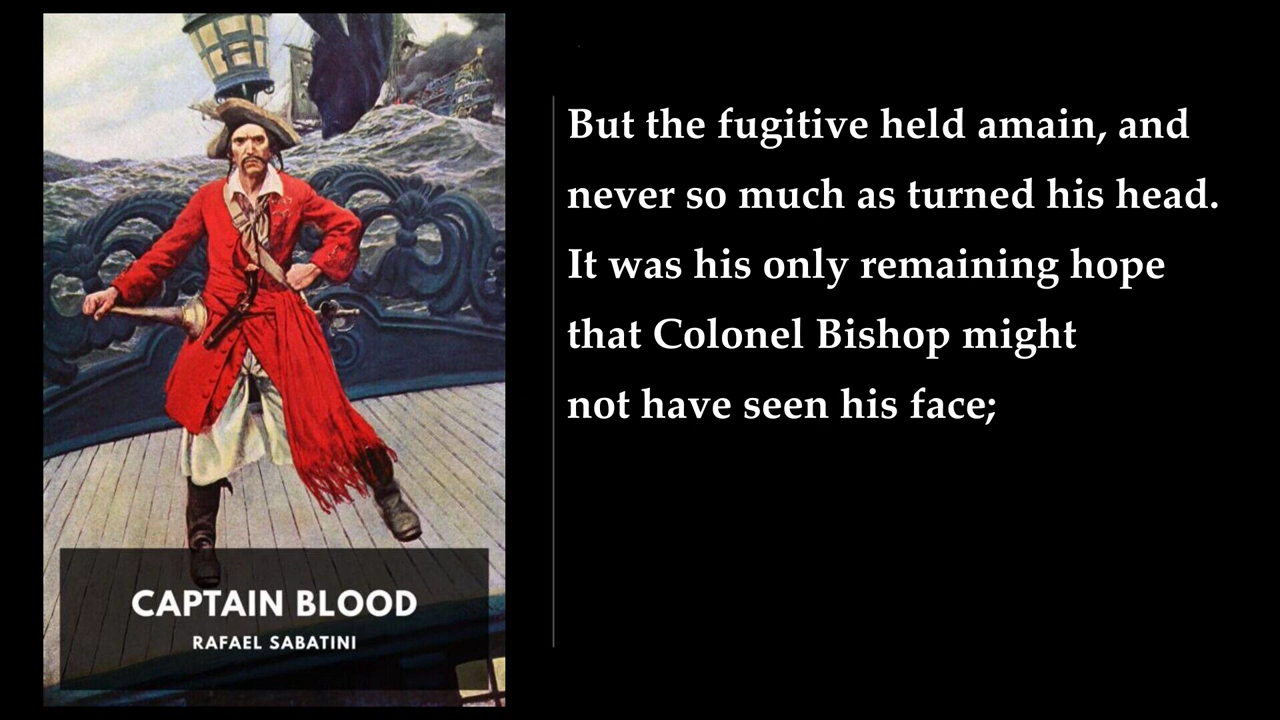 CAPTAIN BLOOD
RAFAEL SABATINI
But the fugitive held amain, and
never so much as turned his head.
It was his only remaining hope
that Colonel Bishop might
not have seen his face;